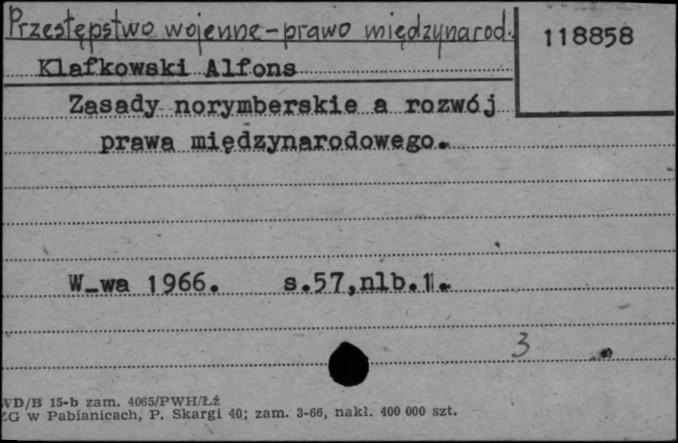 Przestępstwo wojenne - prawo międzynarod.
118858
Klafkowski Alfons
Zasady norymberskie a rozwój
prawa międzynarodowego.
W-wa 1966. s.57,nlb.1.
3
WD/B 15-b zam. 4065/PWH/Łż
ZG w Pabianicach, P. Skargi 40; zam. 3-66, nakł. 400 000 szt.